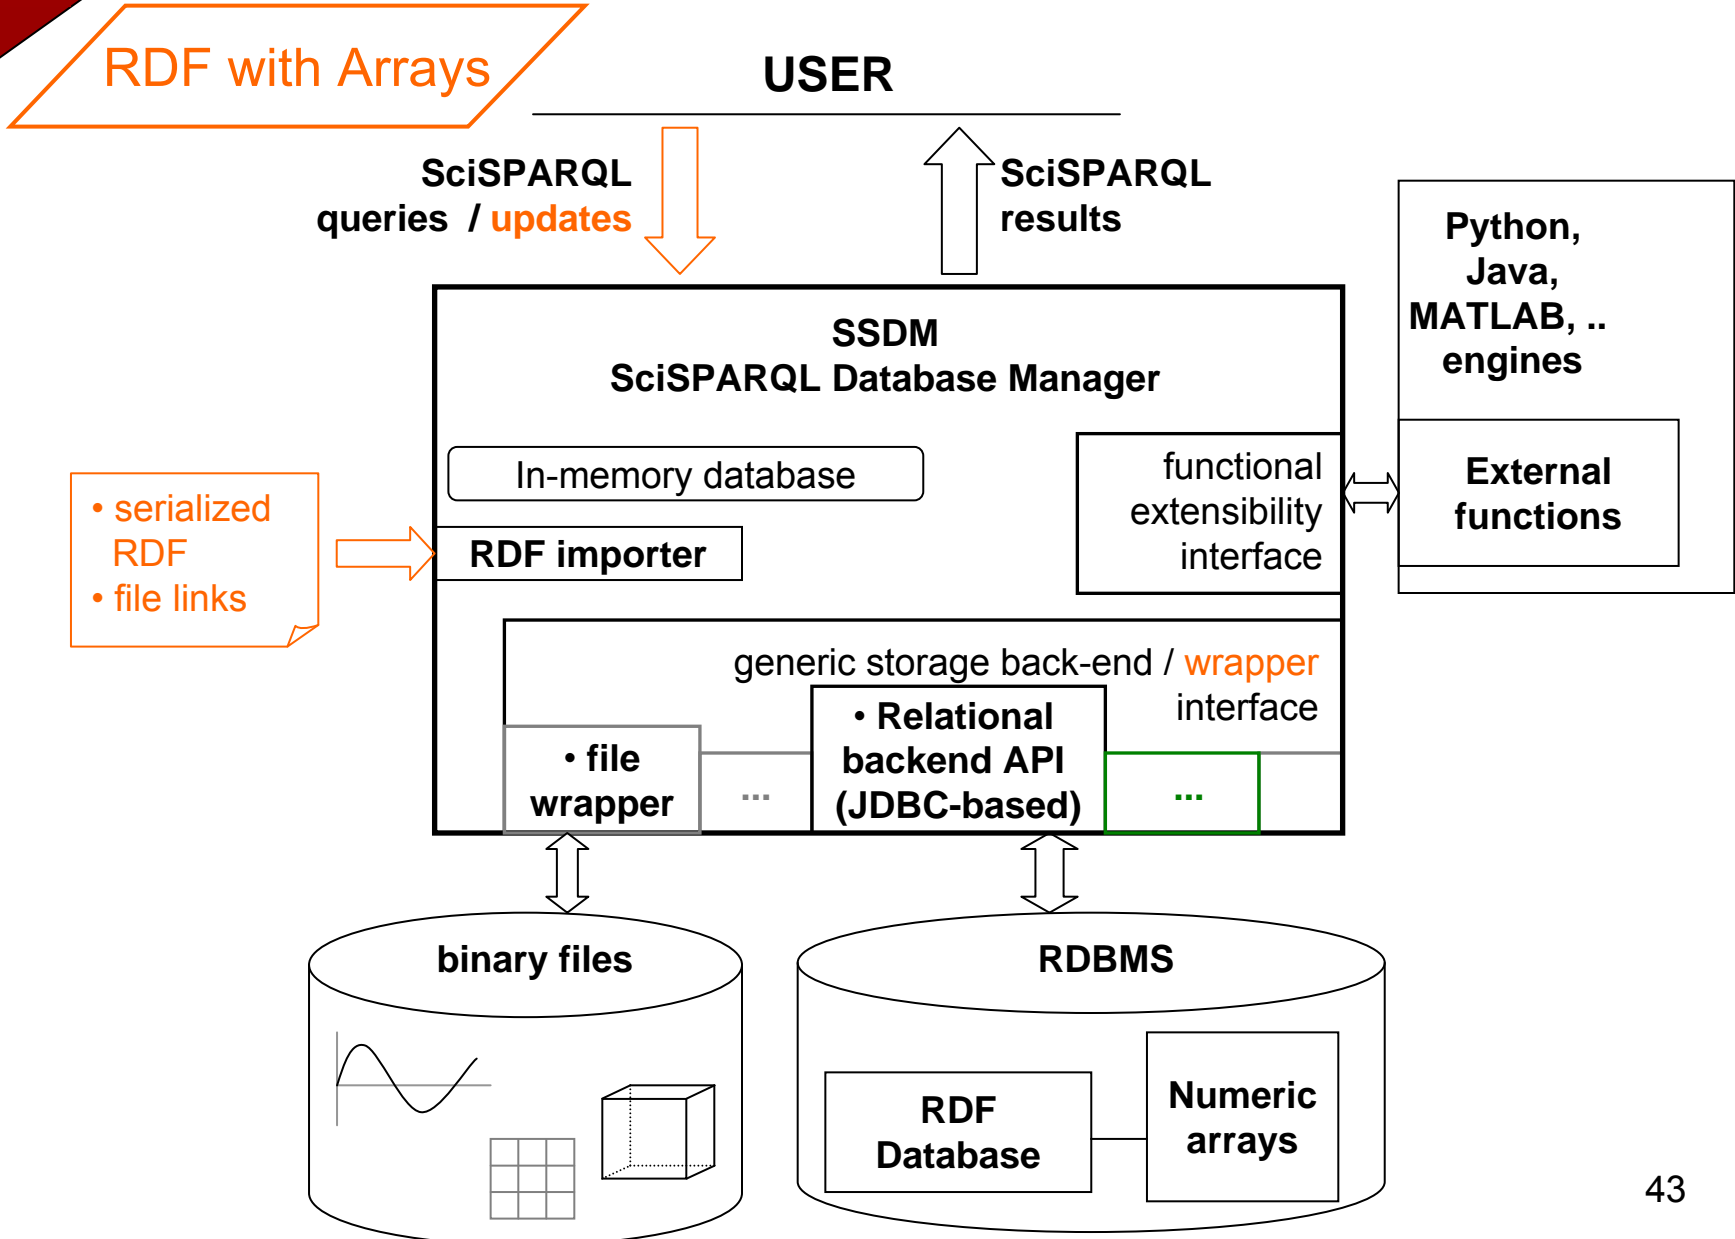 RDF with Arrays
USER
SciSPARQL
queries / updates
SciSPARQL
results
Python,
Java,
MATLAB, ..
engines
SSDM
SciSPARQL Database Manager
In-memory database
functional
extensibility
interface
External
functions
• serialized
RDF
• file links
RDF importer
generic storage back-end / wrapper
interface
• file
wrapper
...
• Relational
backend API
(JDBC-based)
...
binary files
RDBMS
RDF
Database
Numeric
arrays
43